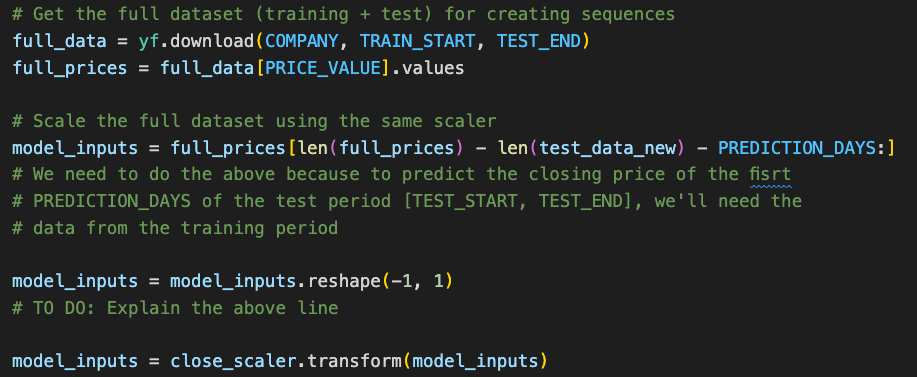 # Get the full dataset (training + test) for creating sequences
full_data = yf.download(COMPANY, TRAIN_START, TEST_END)
full_prices = full_data[PRICE_VALUE].values
# Scale the full dataset using the same scaler
model_inputs = full_prices[len(full_prices) - len(test_data_new) - PREDICTION_DAYS:]
# We need to do the above because to predict the closing price of the fisrt
# PREDICTION_DAYS of the test period [TEST_START, TEST_END], we'll need the
# data from the training period
model_inputs = model_inputs.reshape(-1, 1)
# TO DO: Explain the above line
model_inputs = close_scaler.transform(model_inputs)